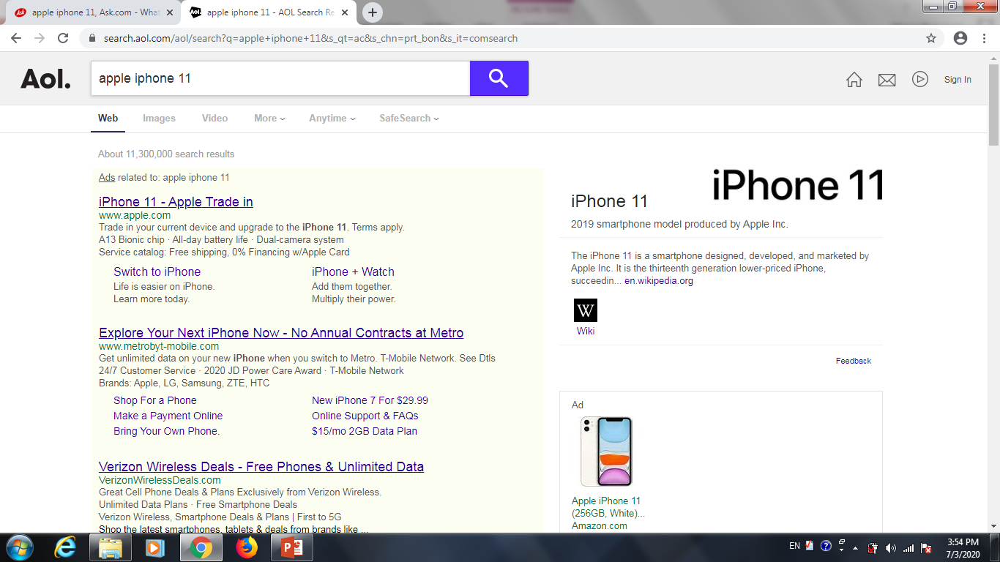 apple iphone 11, Ask.com - What
apple iphone 11 - AOL Search Re
search.aol.com/aol/search?q=apple+iphone+11&s_qt=ac&s_chn=prt_bon&s_it=comsearch
Aol.
apple iphone 11
Sign In
Web Images Video More Anytime SafeSearch
About 11,300,000 search results
Ads related to: apple iphone 11
iPhone 11 - Apple Trade in
www.apple.com
Trade in your current device and upgrade to the iPhone 11. Terms apply.
A13 Bionic chip · All-day battery life · Dual-camera system
Service catalog: Free shipping, 0% Financing w/Apple Card
Switch to iPhone
Life is easier on iPhone.
Learn more today.
iPhone + Watch
Add them together.
Multiply their power.
Explore Your Next iPhone Now - No Annual Contracts at Metro
www.metrobyt-mobile.com
Get unlimited data on your new iPhone when you switch to Metro. T-Mobile Network. See Dtls
24/7 Customer Service · 2020 JD Power Care Award · T-Mobile Network
Brands: Apple, LG, Samsung, ZTE, HTC
Shop For a Phone
Make a Payment Online
Bring Your Own Phone.
New iPhone 7 For $29.99
Online Support & FAQs
$15/mo 2GB Data Plan
Verizon Wireless Deals - Free Phones & Unlimited Data
VerizonWirelessDeals.com
Great Cell Phone Deals & Plans Exclusively from Verizon Wireless.
Unlimited Data Plans · Free Smartphone Deals
Verizon Wireless, Smartphone Deals & Plans | First to 5G
Shop the latest smartphones, tablets & deals from brands like ...
iPhone 11
iPhone 11
2019 smartphone model produced by Apple Inc.
The iPhone 11 is a smartphone designed, developed, and marketed by
Apple Inc. It is the thirteenth generation lower-priced iPhone,
succeedin... en.wikipedia.org
W
Wiki
Feedback
Ad
Apple iPhone 11
(256GB, White)...
Amazon.com
EN
3:54 PM
7/3/2020